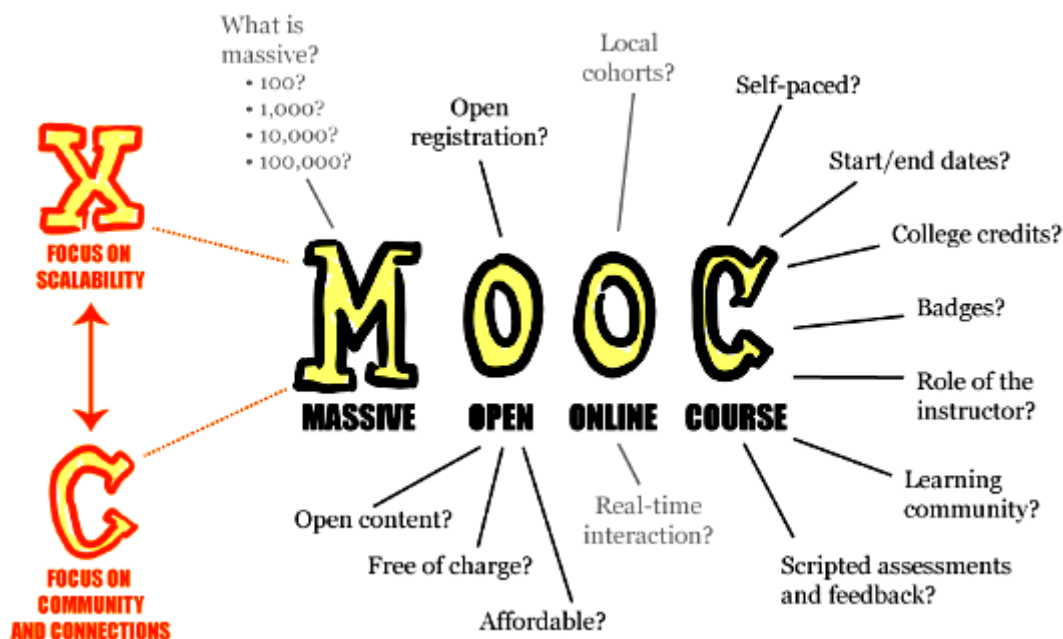 What is
massive?
• 100?
• 1,000?
• 10,000?
• 100,000?
Open
registration?
Local
cohorts?
Self-paced?
Start/end dates?
College credits?
Badges?
Role of the
instructor?
Learning
community?
Scripted assessments
and feedback?
X
FOCUS ON
SCALABILITY
C
FOCUS ON
COMMUNITY
AND CONNECTIONS
MOOC
MASSIVE OPEN ONLINE COURSE
Open content?
Free of charge?
Affordable?
Real-time
interaction?